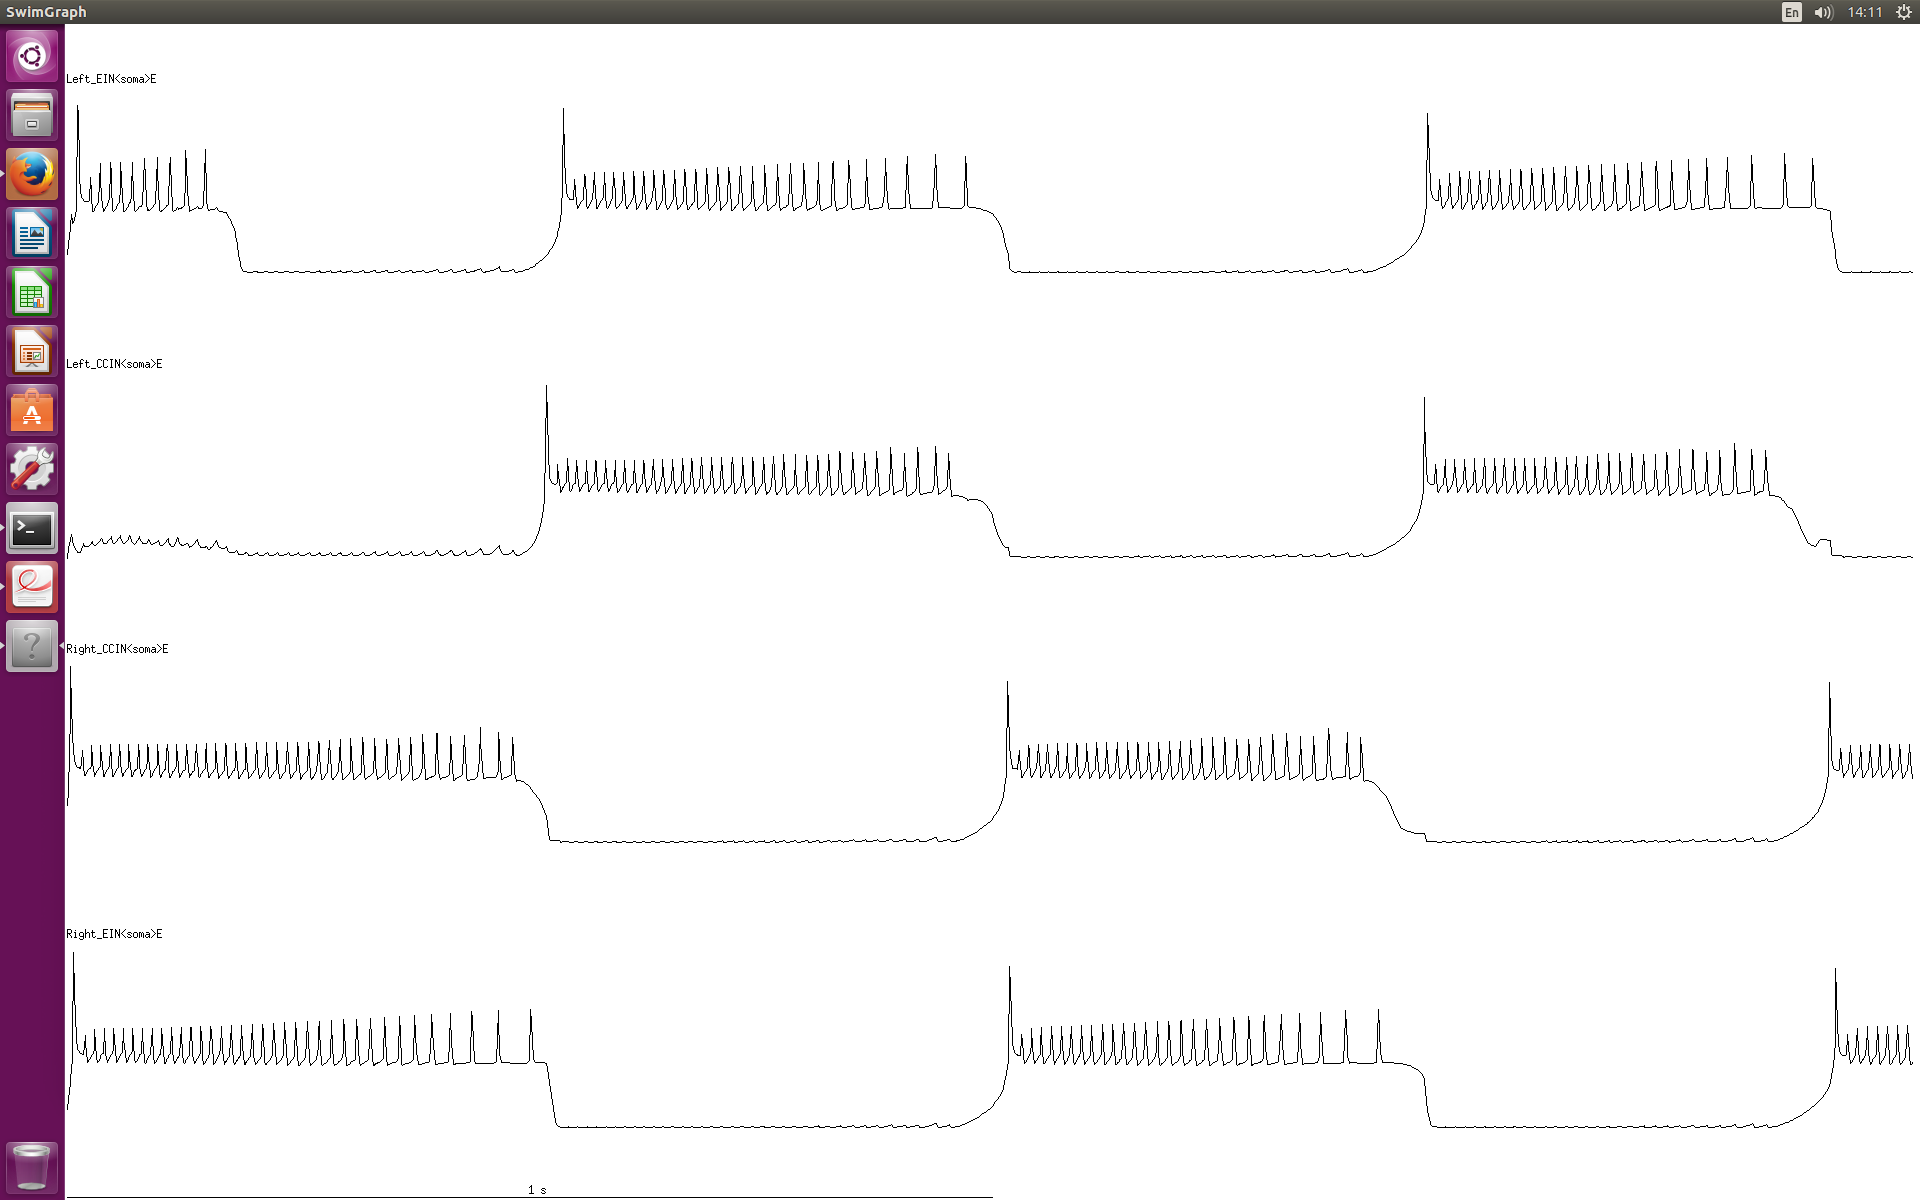 SwimGraph
En
14:11
Left_EIN<soma>E
Left_CCIN<soma>E
Right_CCIN<soma>E
Right_EIN<soma>E
1 s